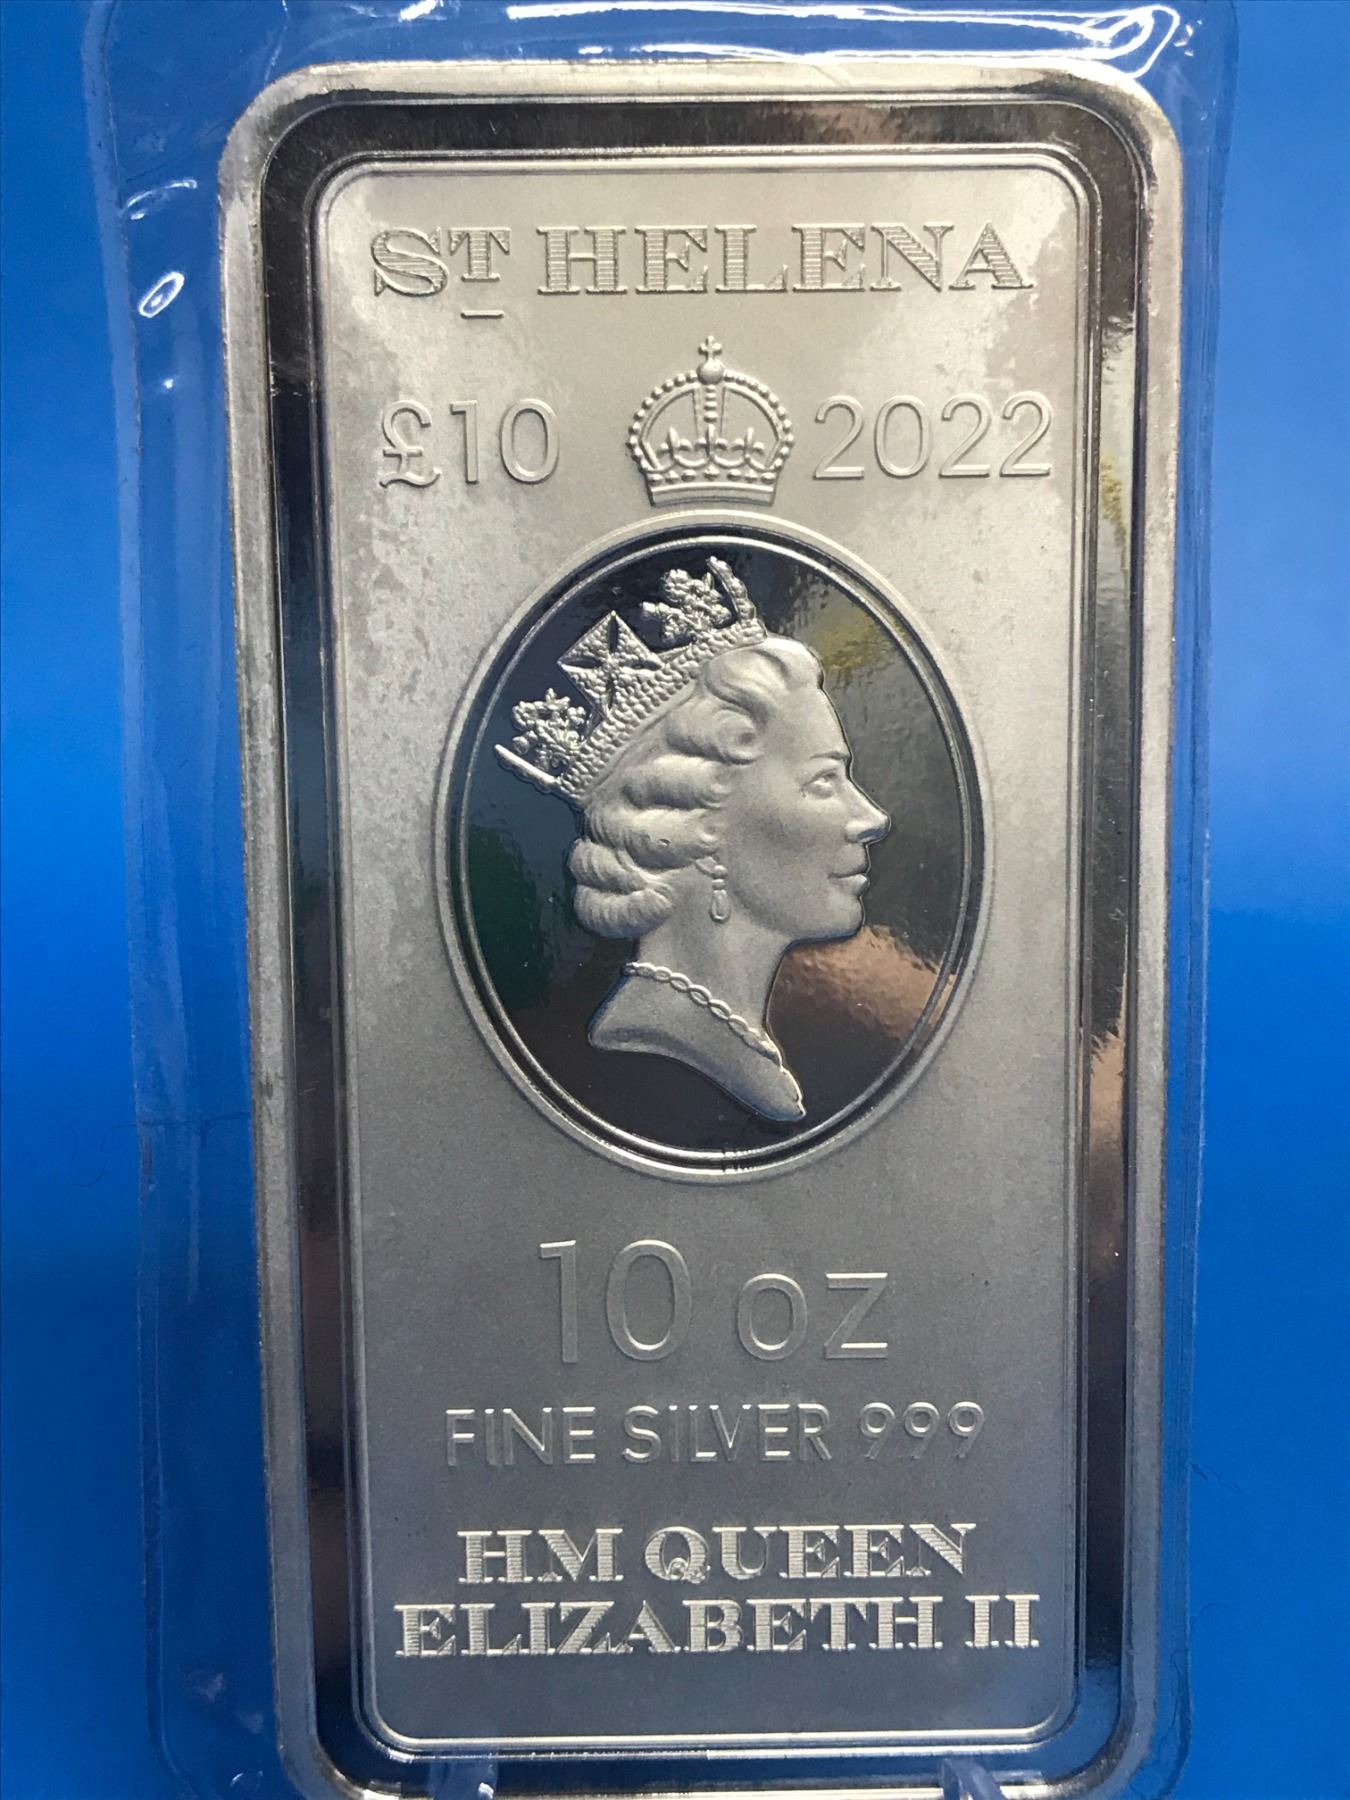 ST HELENA
£10 2022
10 OZ
FINE SILVER 999
HM QUEEN
ELIZABETH II